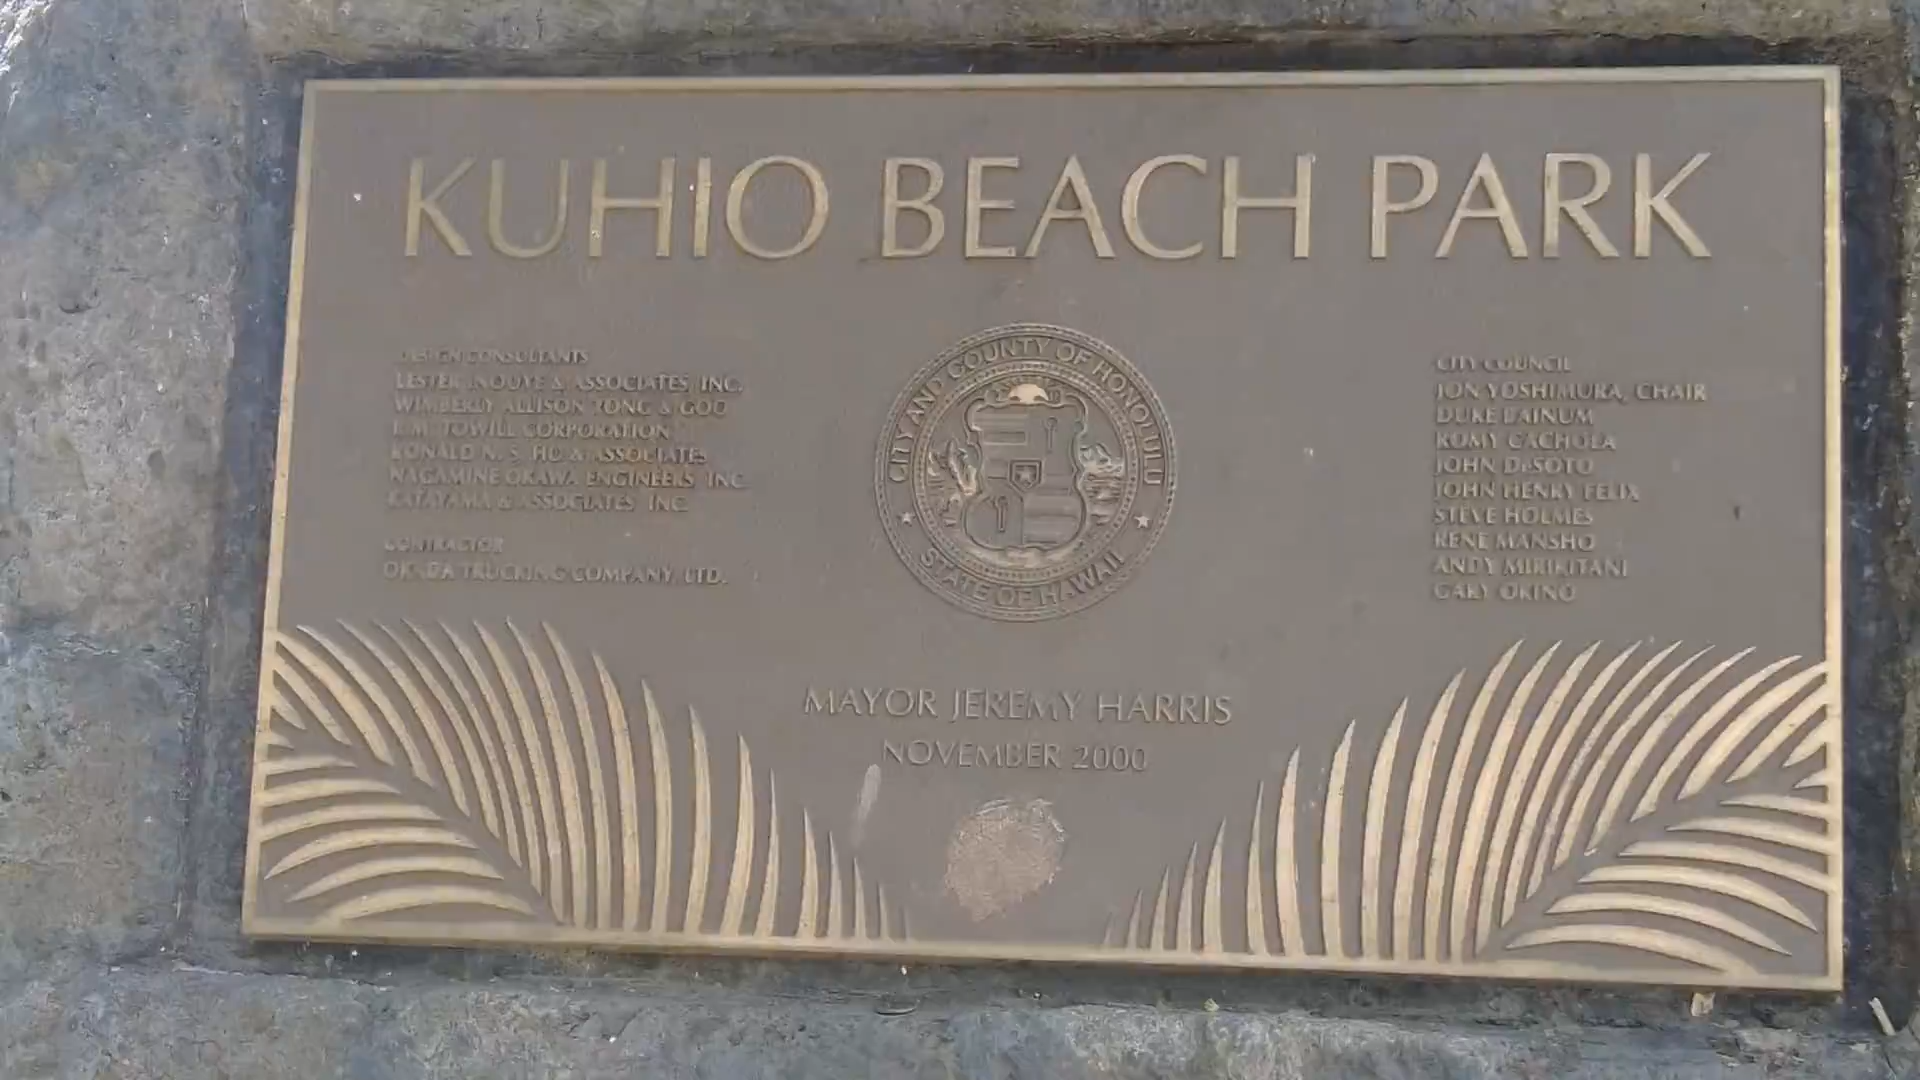 KUHIO BEACH PARK
DESIGN CONSULTANTS
LESTER INOUYE & ASSOCIATES, INC.
WIMBERLY ALLISON TONG & GOO
R.M. TOWILL CORPORATION
RONALD N. S. HO & ASSOCIATES
NAGAMINE OKAWA ENGINEERS INC.
KATAYAMA & ASSOCIATES INC.
CONTRACTOR
OKADA TRUCKING COMPANY, LTD.
CITY AND COUNTY OF HONOLULU
STATE OF HAWAII
CITY COUNCIL
JON YOSHIMURA, CHAIR
DUKE BAINUM
ROMY CACHOLA
JOHN DeSOTO
JOHN HENRY FELIX
STEVE HOLMES
RENE MANSHO
ANDY MIRIKITANI
GARY OKINO
MAYOR JEREMY HARRIS
NOVEMBER 2000